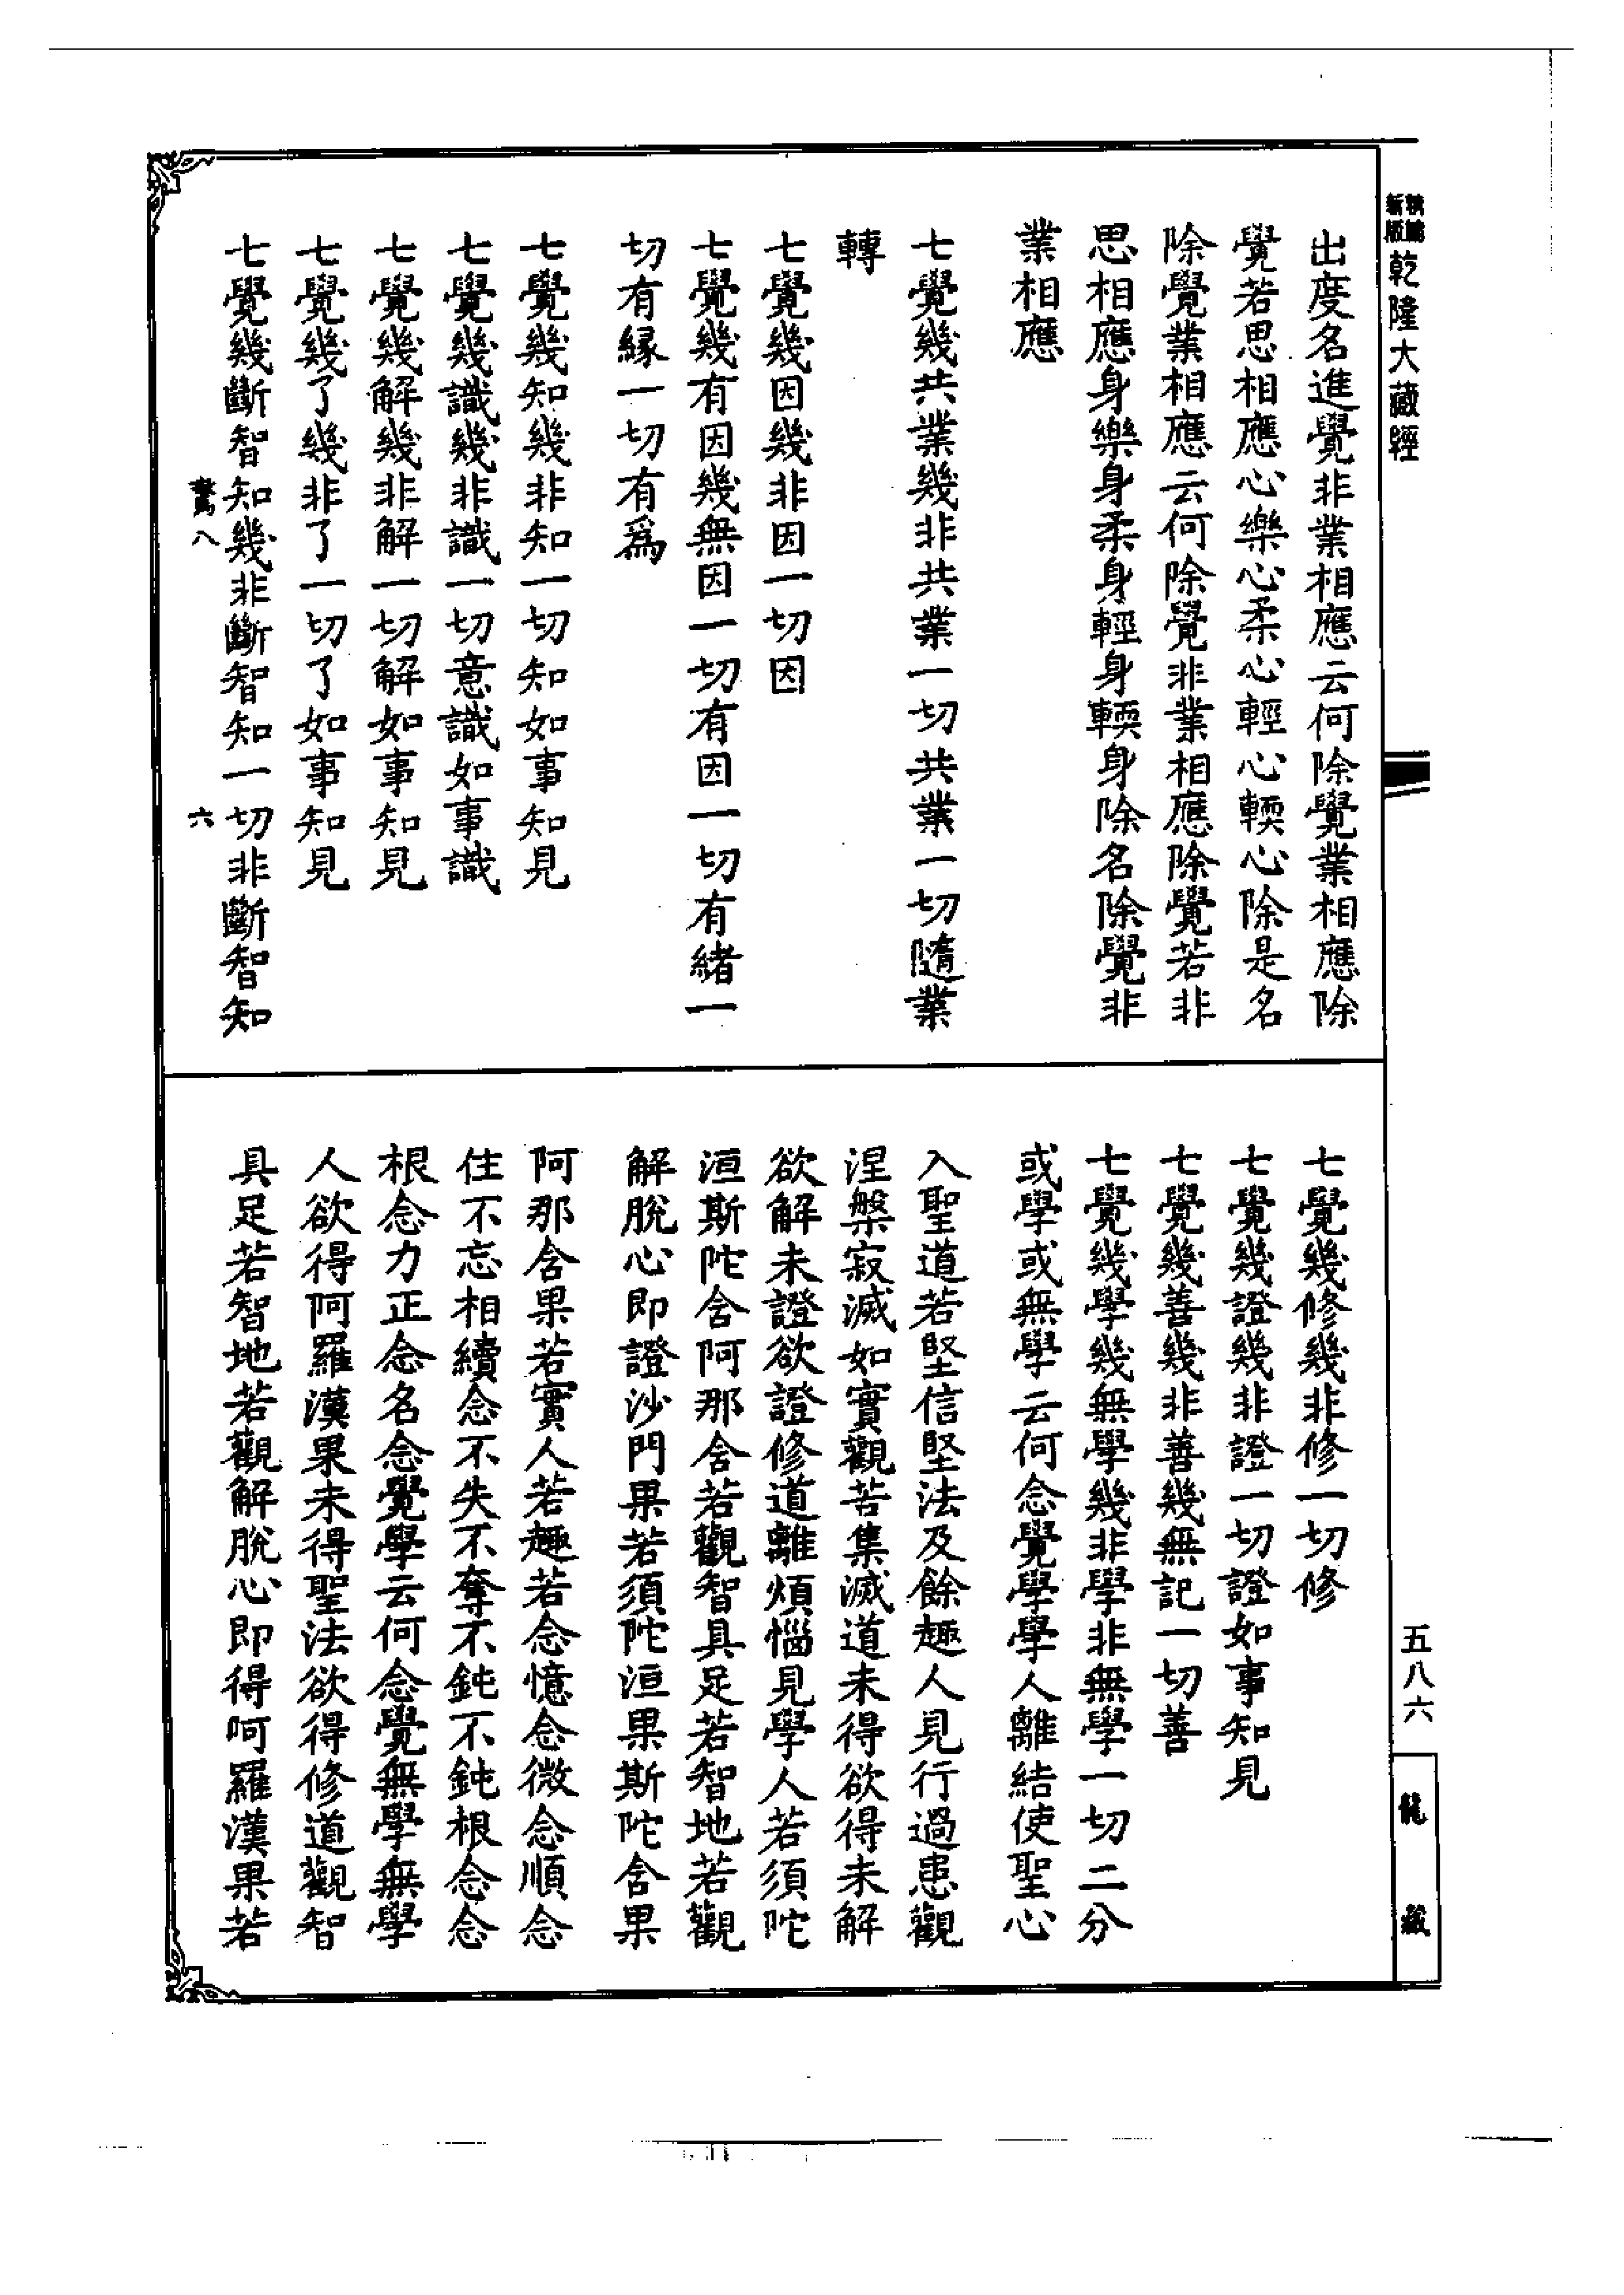 新編
新版
乾隆大藏經
出度名進覺非業相應云何除覺業相應除
覺若思相應心樂心柔心輕心輭心除是名
除覺業相應云何除覺非業相應除覺若非
思相應身樂身柔身輕身輭身除名除覺非
業相應
七覺幾共業幾非共業一切共業一切隨業
轉
七覺幾因幾非因一切因
七覺幾有因幾無因一切有因一切有緒一
切有緣一切有爲
七覺幾知幾非知一切知如事知見
七覺幾識幾非識一切意識如事識
七覺幾解幾非解一切解如事知見
七覺幾了幾非了一切了如事知見
七覺幾斷智知幾非斷智知一切非斷智知
驚八
六
七覺幾修幾非修一切修
七覺幾證幾非證一切證如事知見
七覺幾善幾非善幾無記一切善
七覺幾學幾無學幾非學非無學一切二分
或學或無學云何念覺學學人離結使聖心
入聖道若堅信堅法及餘趣人見行過患觀
涅槃寂滅如實觀苦集滅道未得欲得未解
欲解未證欲證修道離煩惱見學人若須陀
洹斯陀含阿那含若觀智具足若智地若觀
解脫心即證沙門果若須陀洹果斯陀含果
阿那含果若實人若趣若念憶念微念順念
住不忘相續念不失不奪不鈍不鈍根念念
根念力正念名念覺學云何念覺無學無學
人欲得阿羅漢果未得聖法欲得修道觀智
具足若智地若觀解脫心即得阿羅漢果若
五八六
龍藏